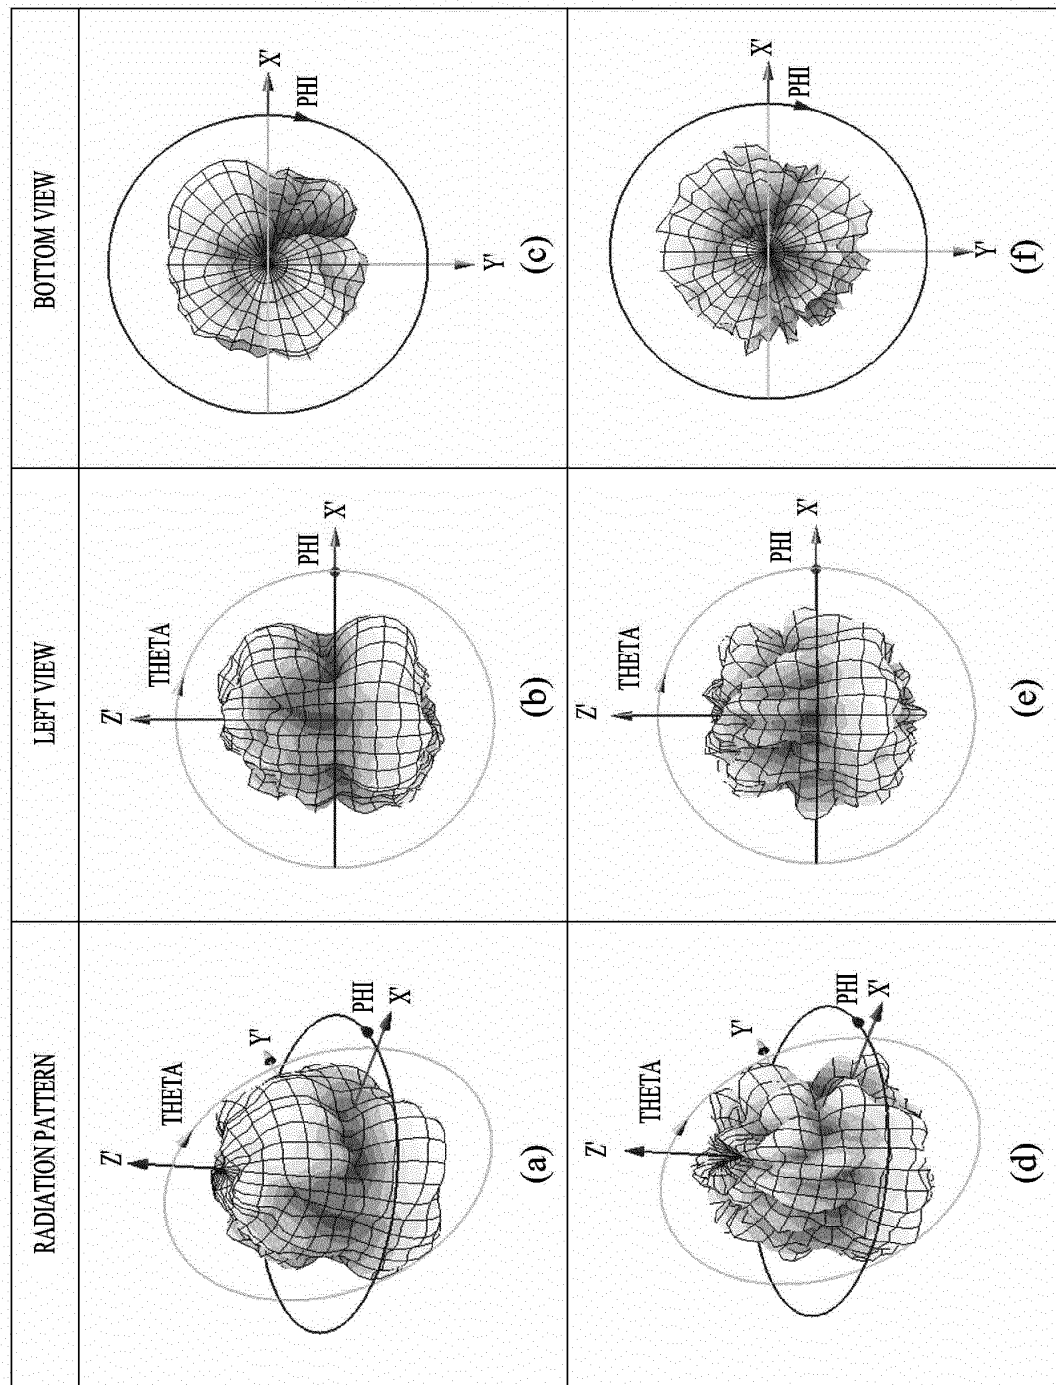 RADIATION PATTERN
LEFT VIEW
BOTTOM VIEW
Z'
THETA
Y'
PHI
X'
(a)
Z'
THETA
PHI
X'
(b)
X'
PHI
Y'
(c)
Z'
THETA
Y'
PHI
X'
(d)
Z'
THETA
PHI
X'
(e)
X'
PHI
Y'
(f)